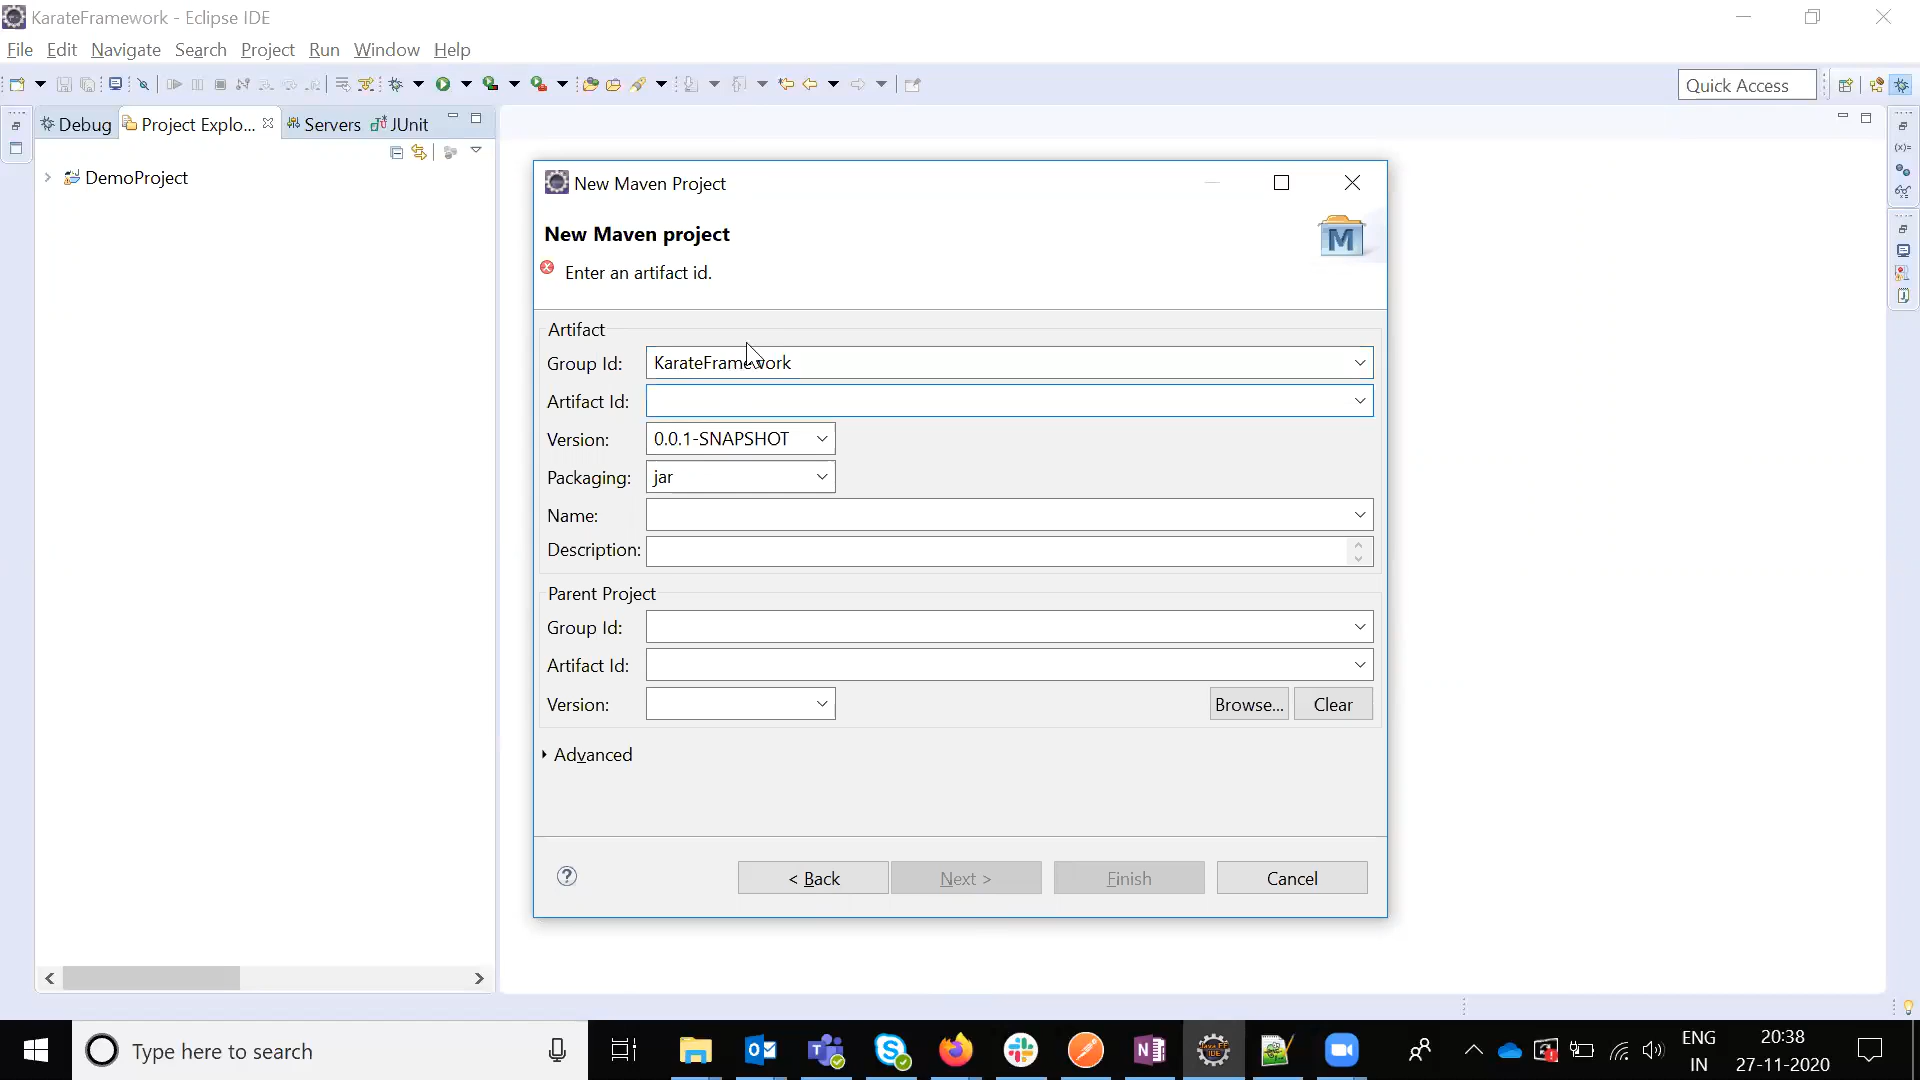 KarateFramework - Eclipse IDE
File Edit Navigate Search Project Run Window Help
Quick Access
Debug Project Explo... Servers JUnit
DemoProject
New Maven Project
New Maven project
Enter an artifact id.
Artifact
Group Id: KarateFramework
Artifact Id:
Version: 0.0.1-SNAPSHOT
Packaging: jar
Name:
Description:
Parent Project
Group Id:
Artifact Id:
Version: Browse... Clear
Advanced
< Back Next > Finish Cancel
Type here to search
ENG
IN
20:38
27-11-2020